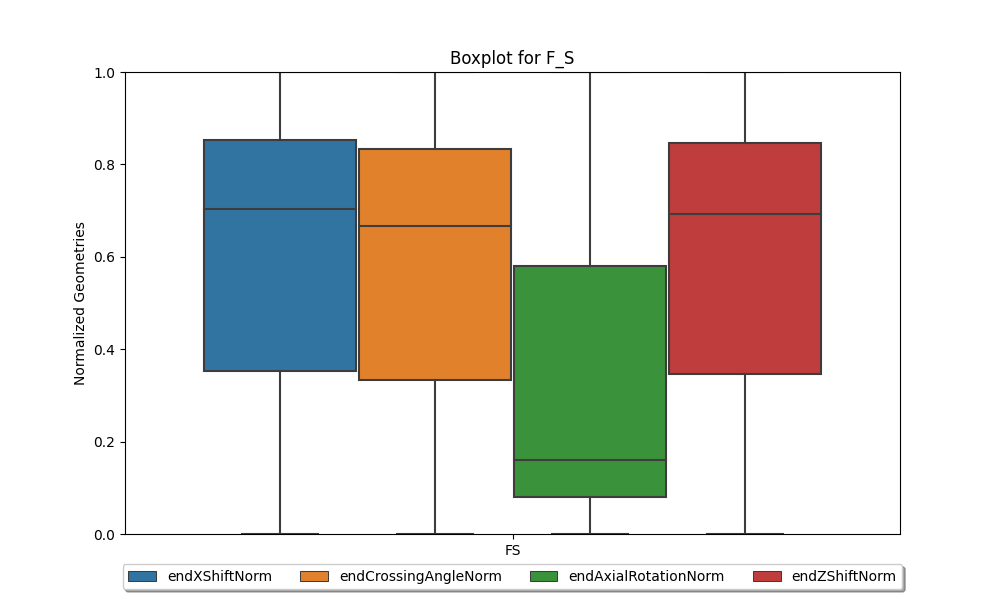 Boxplot for F_S
1.0
0.8
0.6
0.4
0.2
0.0
Normalized Geometries
FS
endXShiftNorm endCrossingAngleNorm endAxialRotationNorm endZShiftNorm